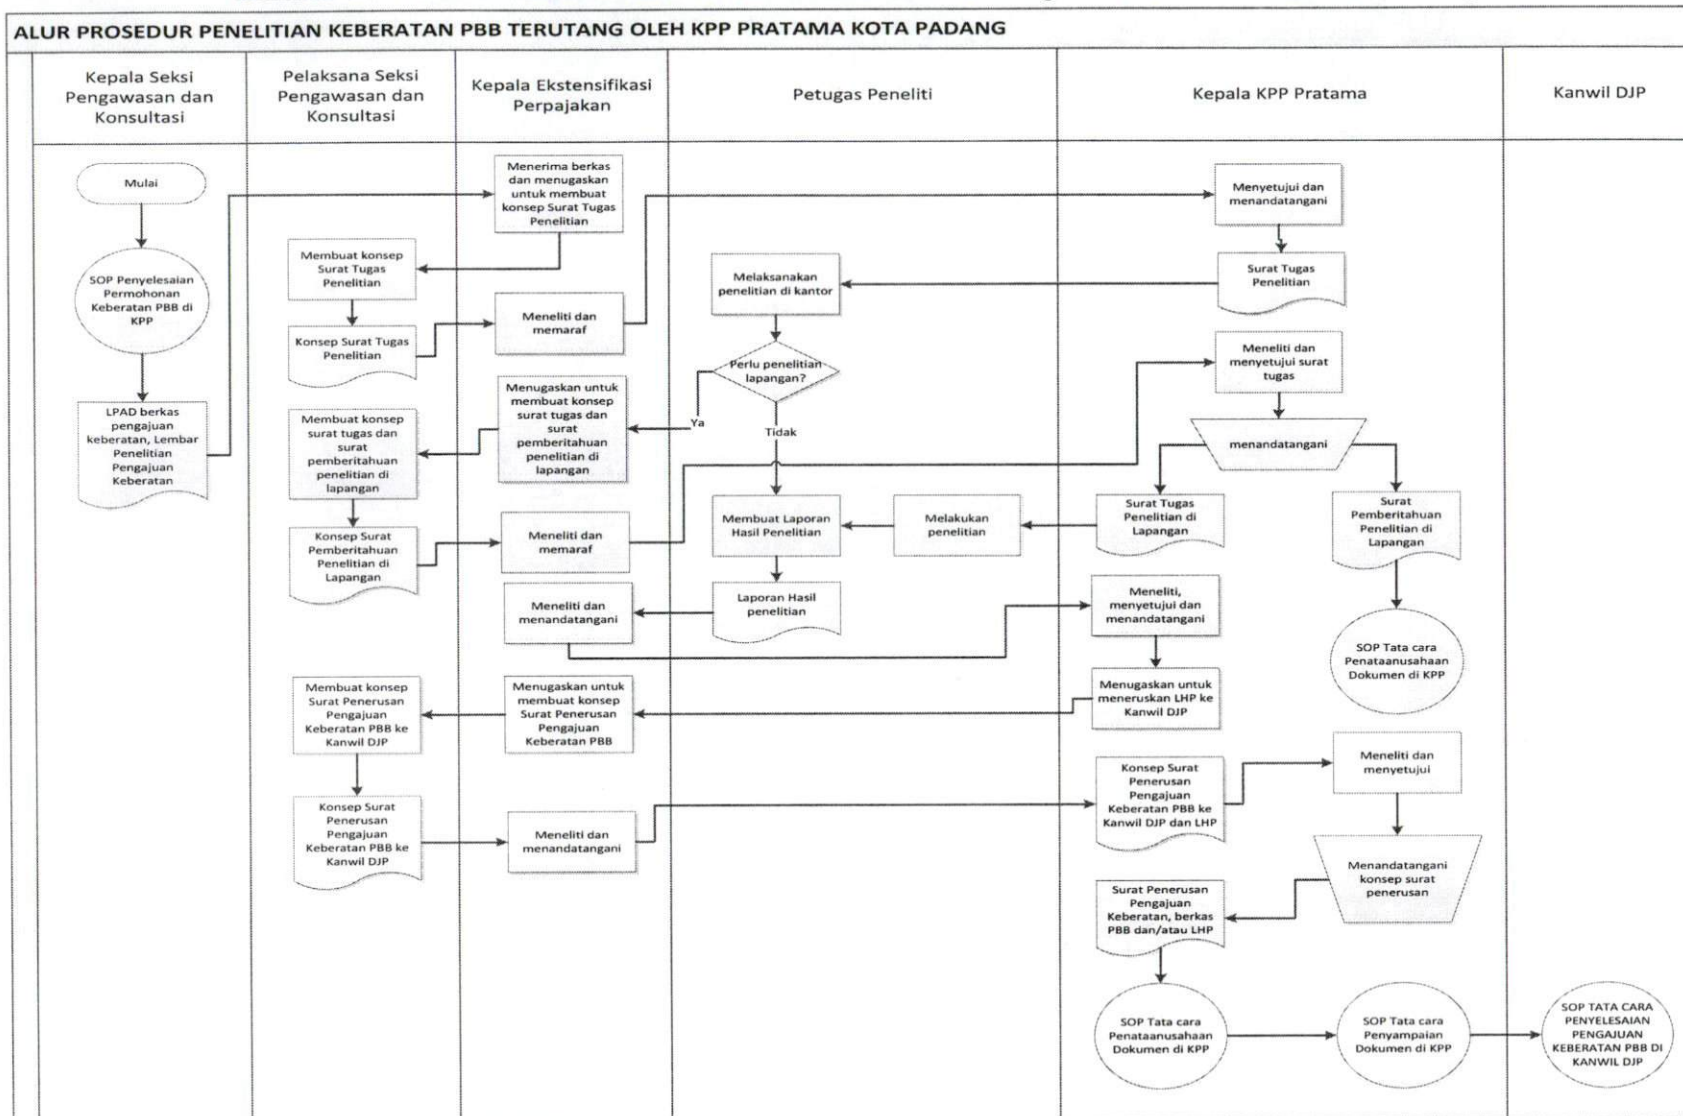 ALUR PROSEDUR PENELITIAN KEBERATAN PBB TERUTANG OLEH KPP PRATAMA KOTA PADANG
Kepala Seksi
Pengawasan dan
Konsultasi
Pelaksana Seksi
Pengawasan dan
Konsultasi
Kepala Ekstensifikasi
Perpajakan
Petugas Peneliti
Kepala KPP Pratama
Kanwil DJP
Mulai
SOP Penyelesaian
Permohonan
Keberatan PBB di
KPP
LPAD berkas
pengajuan
keberatan, Lembar
Penelitian
Pengajuan
Keberatan
Menerima berkas
dan menugaskan
untuk membuat
konsep Surat Tugas
Penelitian
Membuat konsep
Surat Tugas
Penelitian
Konsep Surat Tugas
Penelitian
Meneliti dan
memaraf
Menyetujui dan
menandatangani
Surat Tugas
Penelitian
Melaksanakan
penelitian di kantor
Perlu penelitian
lapangan?
Ya
Tidak
Menugaskan untuk
membuat konsep
surat tugas dan
surat
pemberitahuan
penelitian di
lapangan
Membuat konsep
surat tugas dan
surat
pemberitahuan
penelitian di
lapangan
Konsep Surat
Pemberitahuan
Penelitian di
Lapangan
Meneliti dan
memaraf
Meneliti dan
menyetujui surat
tugas
menandatangani
Surat Tugas
Penelitian di
Lapangan
Surat
Pemberitahuan
Penelitian di
Lapangan
SOP Tata cara
Penataanusahaan
Dokumen di KPP
Melakukan
penelitian
Membuat Laporan
Hasil Penelitian
Laporan Hasil
penelitian
Meneliti dan
menandatangani
Meneliti,
menyetujui dan
menandatangani
Menugaskan untuk
meneruskan LHP ke
Kanwil DJP
Menugaskan untuk
membuat konsep
Surat Penerusan
Pengajuan
Keberatan PBB
Membuat konsep
Surat Penerusan
Pengajuan
Keberatan PBB ke
Kanwil DJP
Konsep Surat
Penerusan
Pengajuan
Keberatan PBB ke
Kanwil DJP
Meneliti dan
menandatangani
Konsep Surat
Penerusan
Pengajuan
Keberatan PBB ke
Kanwil DJP dan LHP
Meneliti dan
menyetujui
Menandatangani
konsep surat
penerusan
Surat Penerusan
Pengajuan
Keberatan, berkas
PBB dan/atau LHP
SOP Tata cara
Penataanusahaan
Dokumen di KPP
SOP Tata cara
Penyampaian
Dokumen di KPP
SOP TATA CARA
PENYELESAIAN
PENGAJUAN
KEBERATAN PBB DI
KANWIL DJP